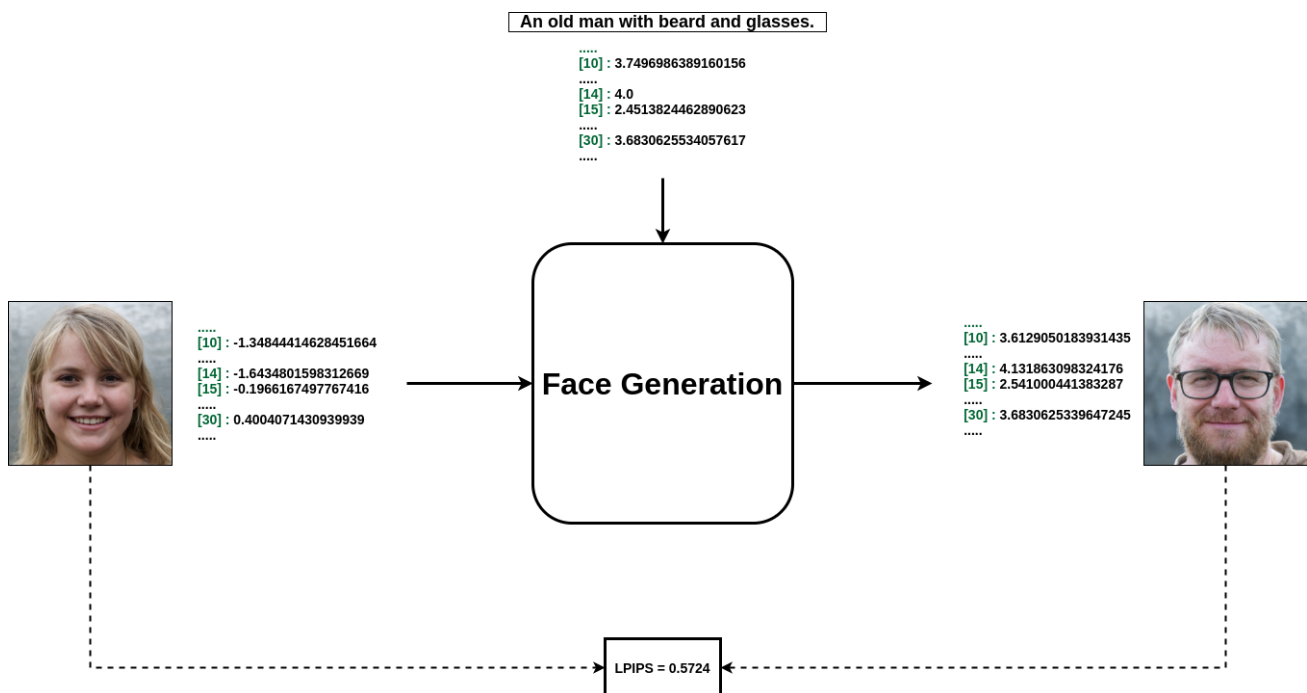 An old man with beard and glasses.
.....
[10] : 3.7496986389160156
.....
[14] : 4.0
[15] : 2.4513824462890623
.....
[30] : 3.6830625534057617
.....
.....
[10] : -1.34844414628451664
.....
[14] : -1.6434801598312669
[15] : -0.1966167497767416
.....
[30] : 0.4004071430939939
.....
Face Generation
.....
[10] : 3.6129050183931435
.....
[14] : 4.131863098324176
[15] : 2.541000441383287
.....
[30] : 3.6830625339647245
.....
LPIPS = 0.5724